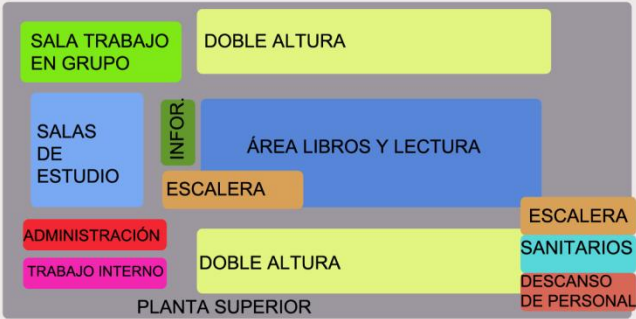 SALA TRABAJO
EN GRUPO
DOBLE ALTURA
SALAS
DE
ESTUDIO
INFOR.
ÁREA LIBROS Y LECTURA
ESCALERA
ADMINISTRACIÓN
TRABAJO INTERNO
DOBLE ALTURA
ESCALERA
SANITARIOS
DESCANSO
DE PERSONAL
PLANTA SUPERIOR